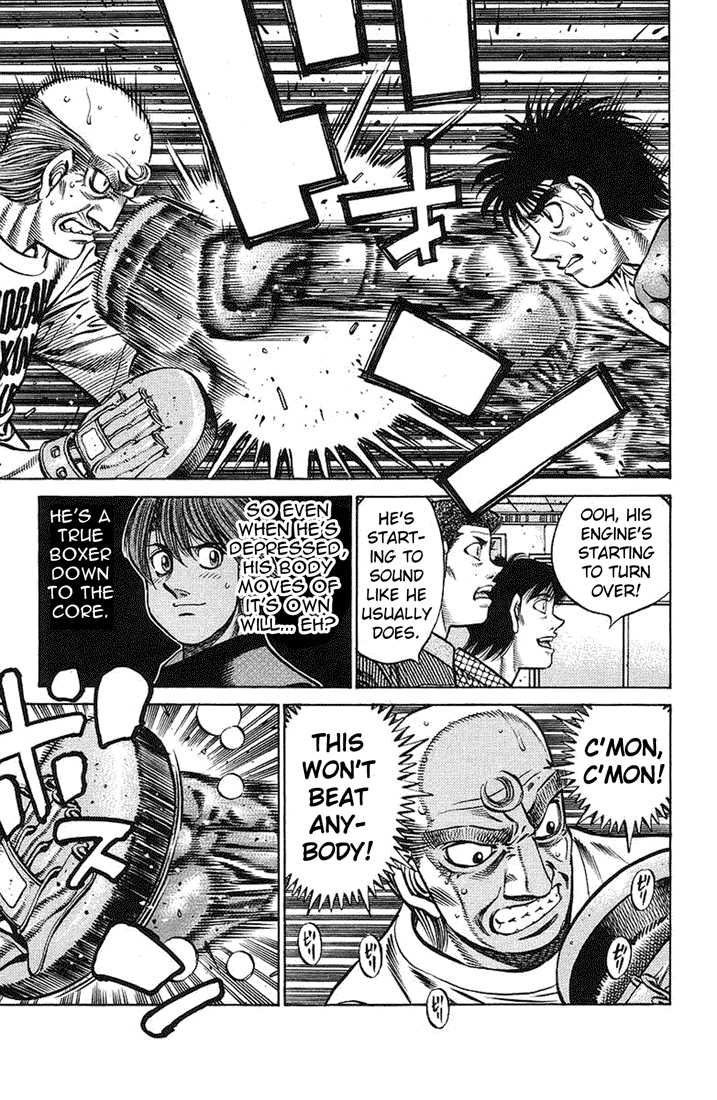 OOH, HIS
ENGINE'S
STARTING
TO TURN
OVER!
HE'S
START-
ING TO
SOUND
LIKE HE
USUALLY
DOES.
SO EVEN
WHEN HE'S
DEPRESSED,
HIS BODY
MOVES OF
IT'S OWN
WILL... EH?
HE'S A
TRUE
BOXER
DOWN
TO THE
CORE.
C'MON,
C'MON!
THIS
WON'T
BEAT
ANY-
BODY!